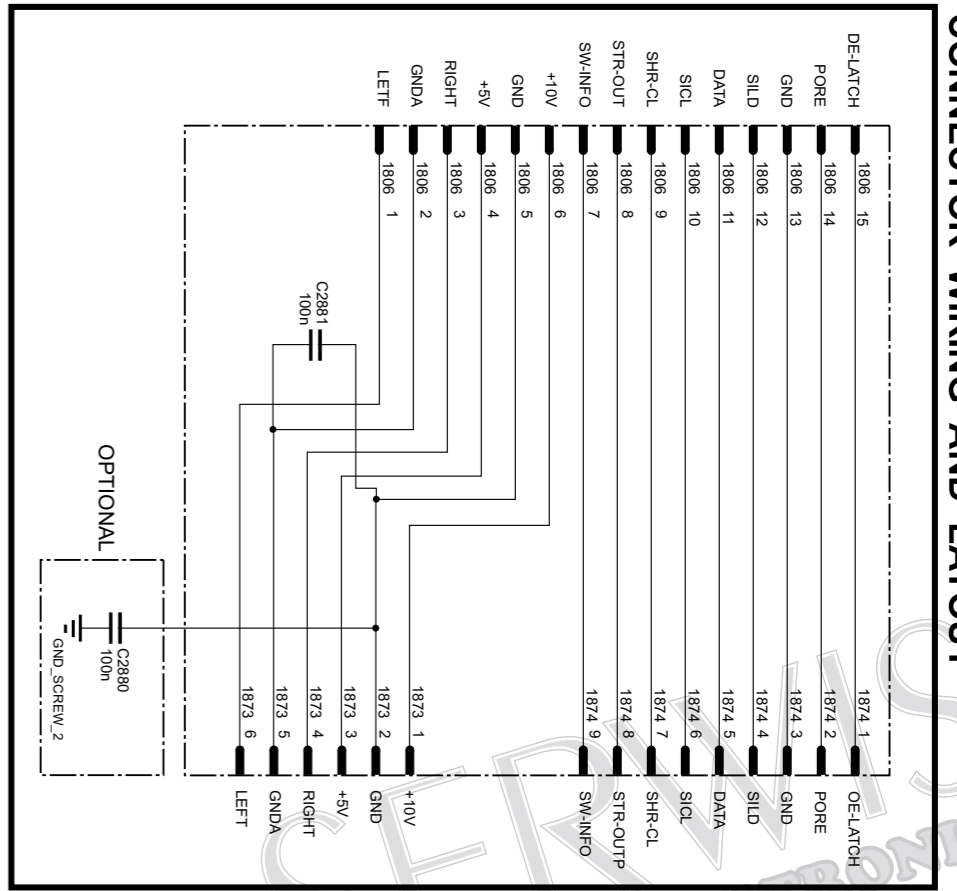 CONNECTOR WIRING AND LAYOUT
DE-LATCH 1806 15 1874 1 OE-LATCH
PORE 1806 14 1874 2 PORE
GND 1806 13 1874 3 GND
SILD 1806 12 1874 4 SILD
DATA 1806 11 1874 5 DATA
SICL 1806 10 1874 6 SICL
SHR-CL 1806 9 1874 7 SHR-CL
STR-OUT 1806 8 1874 8 STR-OUTP
SW-INFO 1806 7 1874 9 SW-INFO
+10V 1806 6
GND 1806 5
+5V 1806 4
RIGHT 1806 3
GNDA 1806 2
LETF 1806 1
1873 1 +10V
1873 2 GND
1873 3 +5V
1873 4 RIGHT
1873 5 GNDA
1873 6 LEFT
C2881
100n
OPTIONAL
C2880
100n
GND_SCREW_2
SERWIS